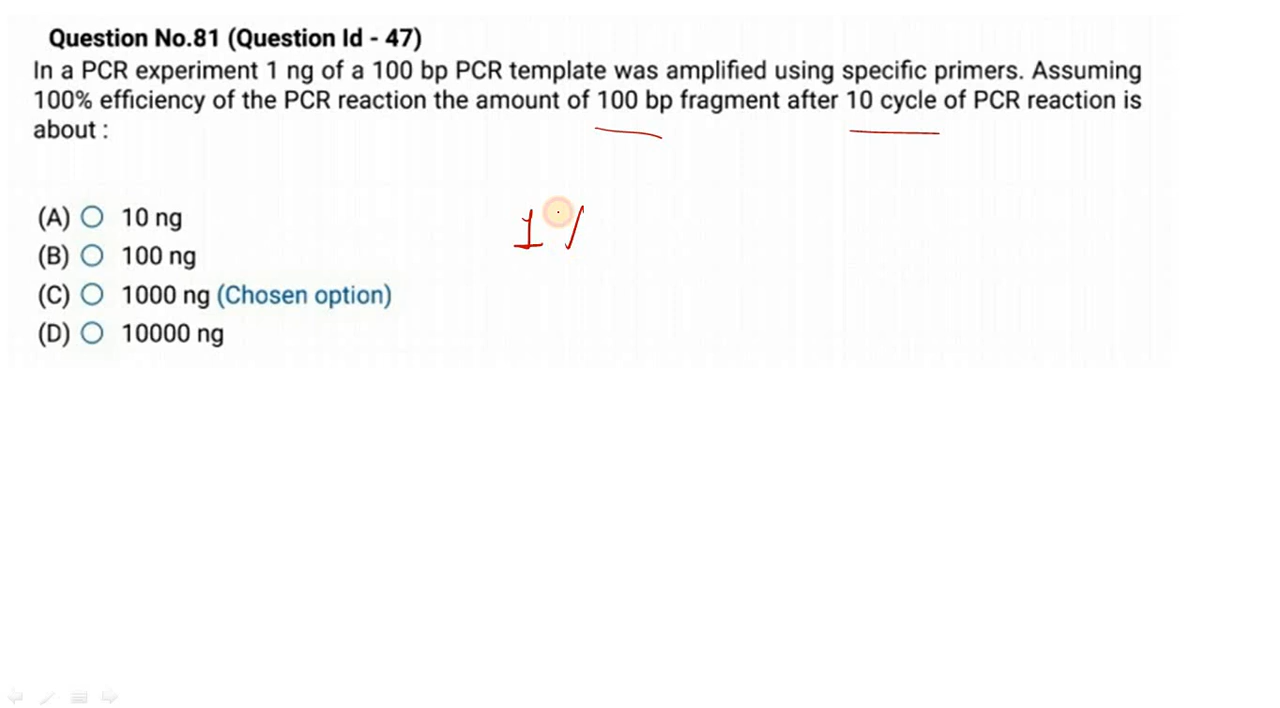 Question No.81 (Question Id - 47)
In a PCR experiment 1 ng of a 100 bp PCR template was amplified using specific primers. Assuming
100% efficiency of the PCR reaction the amount of 100 bp fragment after 10 cycle of PCR reaction is
about :
(A) 10 ng
1
(B) 100 ng
(C) 1000 ng (Chosen option)
(D) 10000 ng